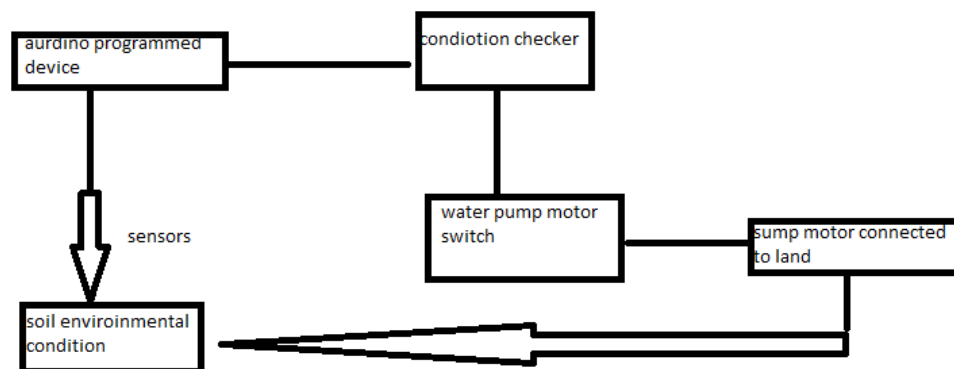 aurdino programmed
device
condiotion checker
sensors
water pump motor
switch
sump motor connected
to land
soil enviroinmental
condition